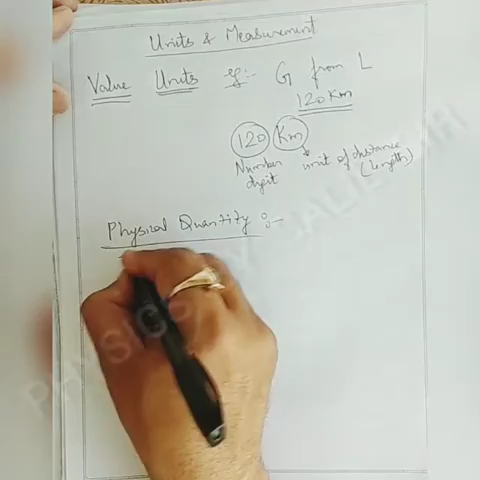 Units & Measurement
Value Units eg:- G from L
120 Km
120 Km
Number unit of distance
digit (length)
Physical Quantity :-